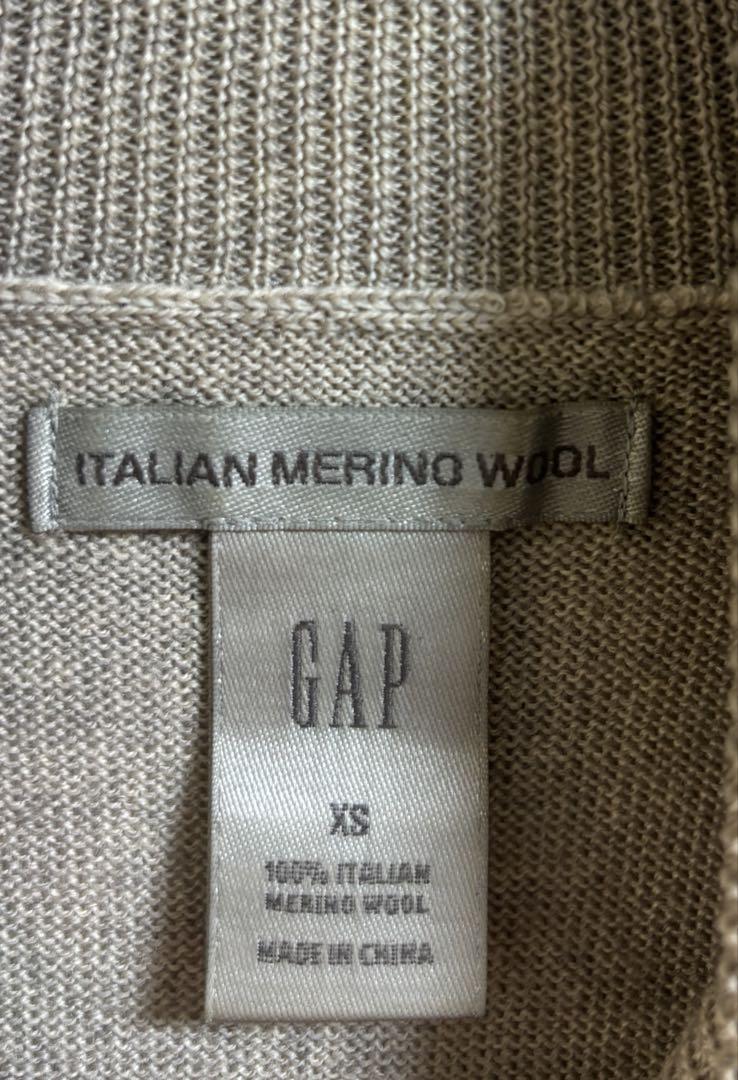 ITALIAN MERINO WOOL
GAP
XS
100% ITALIAN
MERINO WOOL
MADE IN CHINA